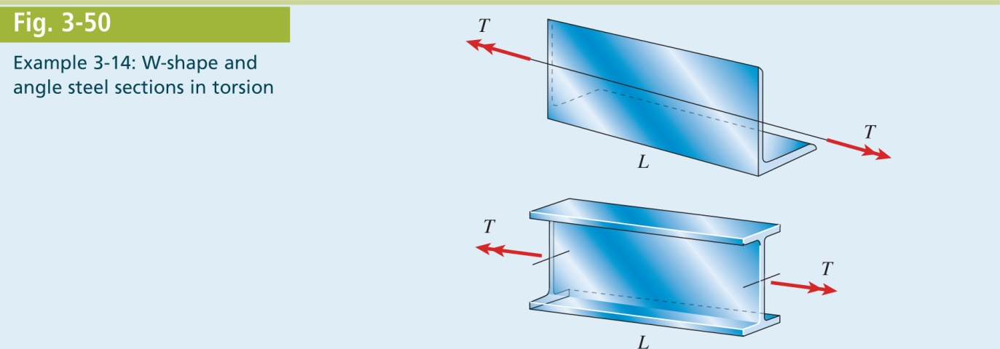 Fig. 3-50
Example 3-14: W-shape and
angle steel sections in torsion
T
T
L
T
T
L